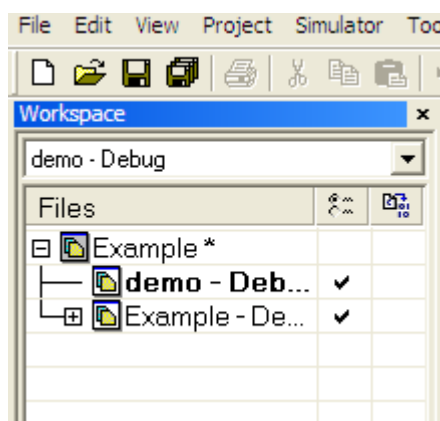 File Edit View Project Simulator Too
Workspace
demo - Debug
Files
Example *
demo - Deb...
Example - De...